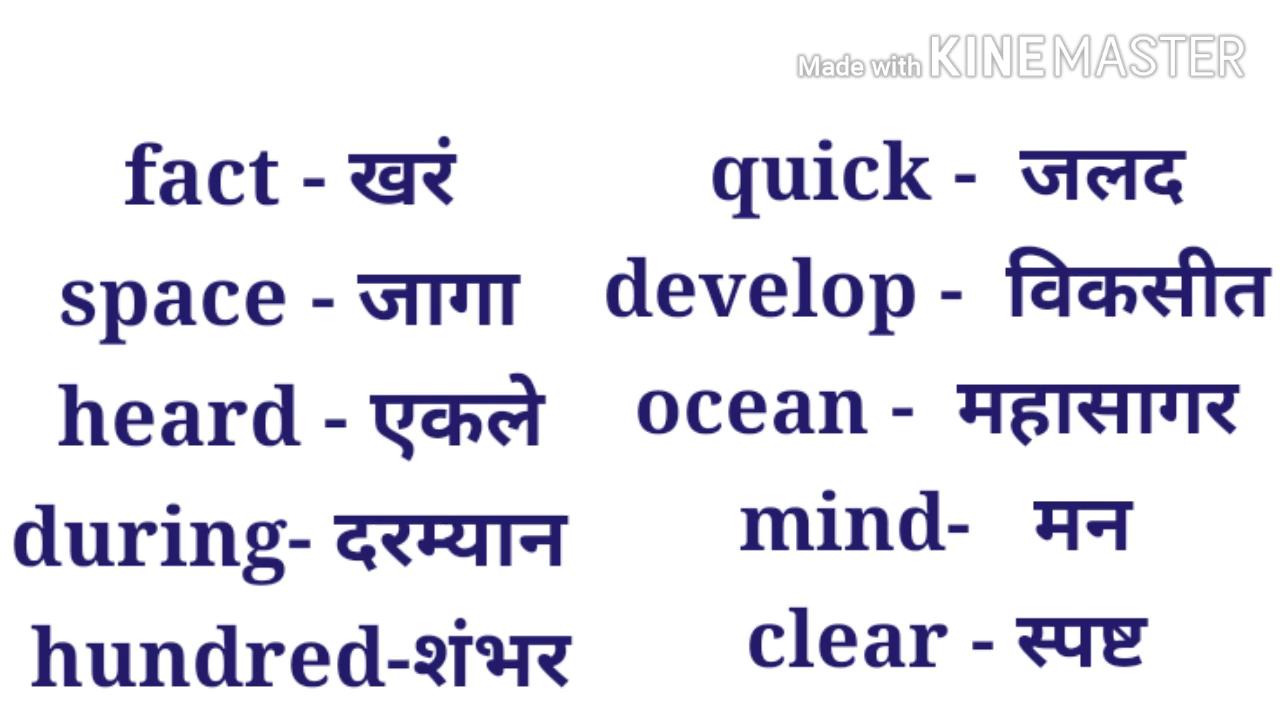 Made with KINEMASTER
fact - खरं
space - जागा
heard - एकले
during- दरम्यान
hundred-शंभर
quick - जलद
develop - विकसीत
ocean - महासागर
mind- मन
clear - स्पष्ट